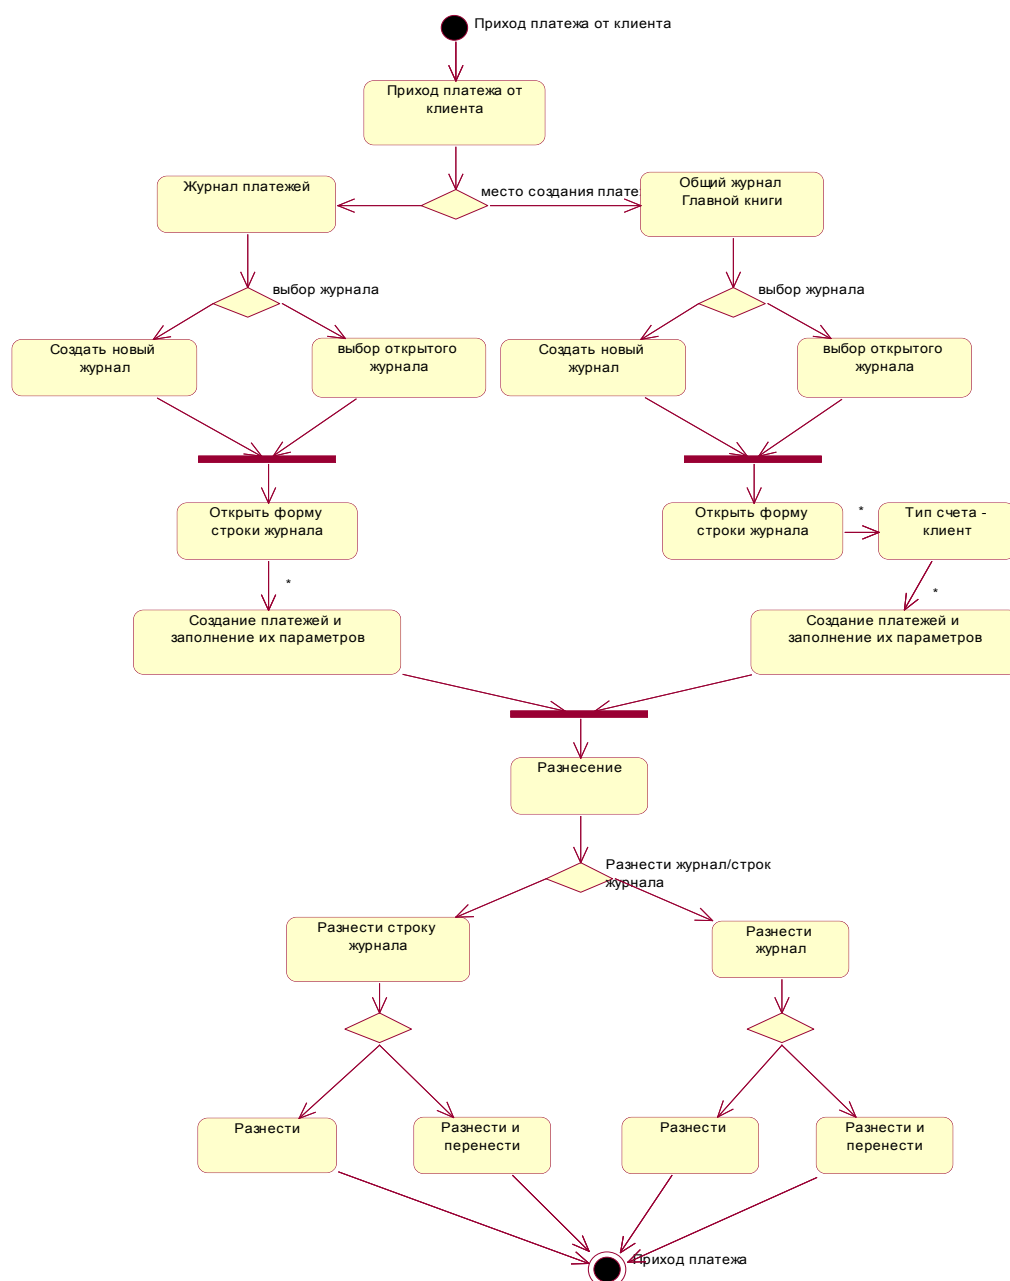 Приход платежа от клиента
Приход платежа от
клиента
Журнал платежей
место создания плате
Общий журнал
Главной книги
выбор журнала
выбор журнала
Создать новый
журнал
выбор открытого
журнала
Создать новый
журнал
выбор открытого
журнала
Открыть форму
строки журнала
Открыть форму
строки журнала
*
Тип счета -
клиент
*
*
Создание платежей и
заполнение их параметров
Создание платежей и
заполнение их параметров
Разнесение
Разнести журнал/строк
журнала
Разнести строку
журнала
Разнести
журнал
Разнести
Разнести и
перенести
Разнести
Разнести и
перенести
Приход платежа